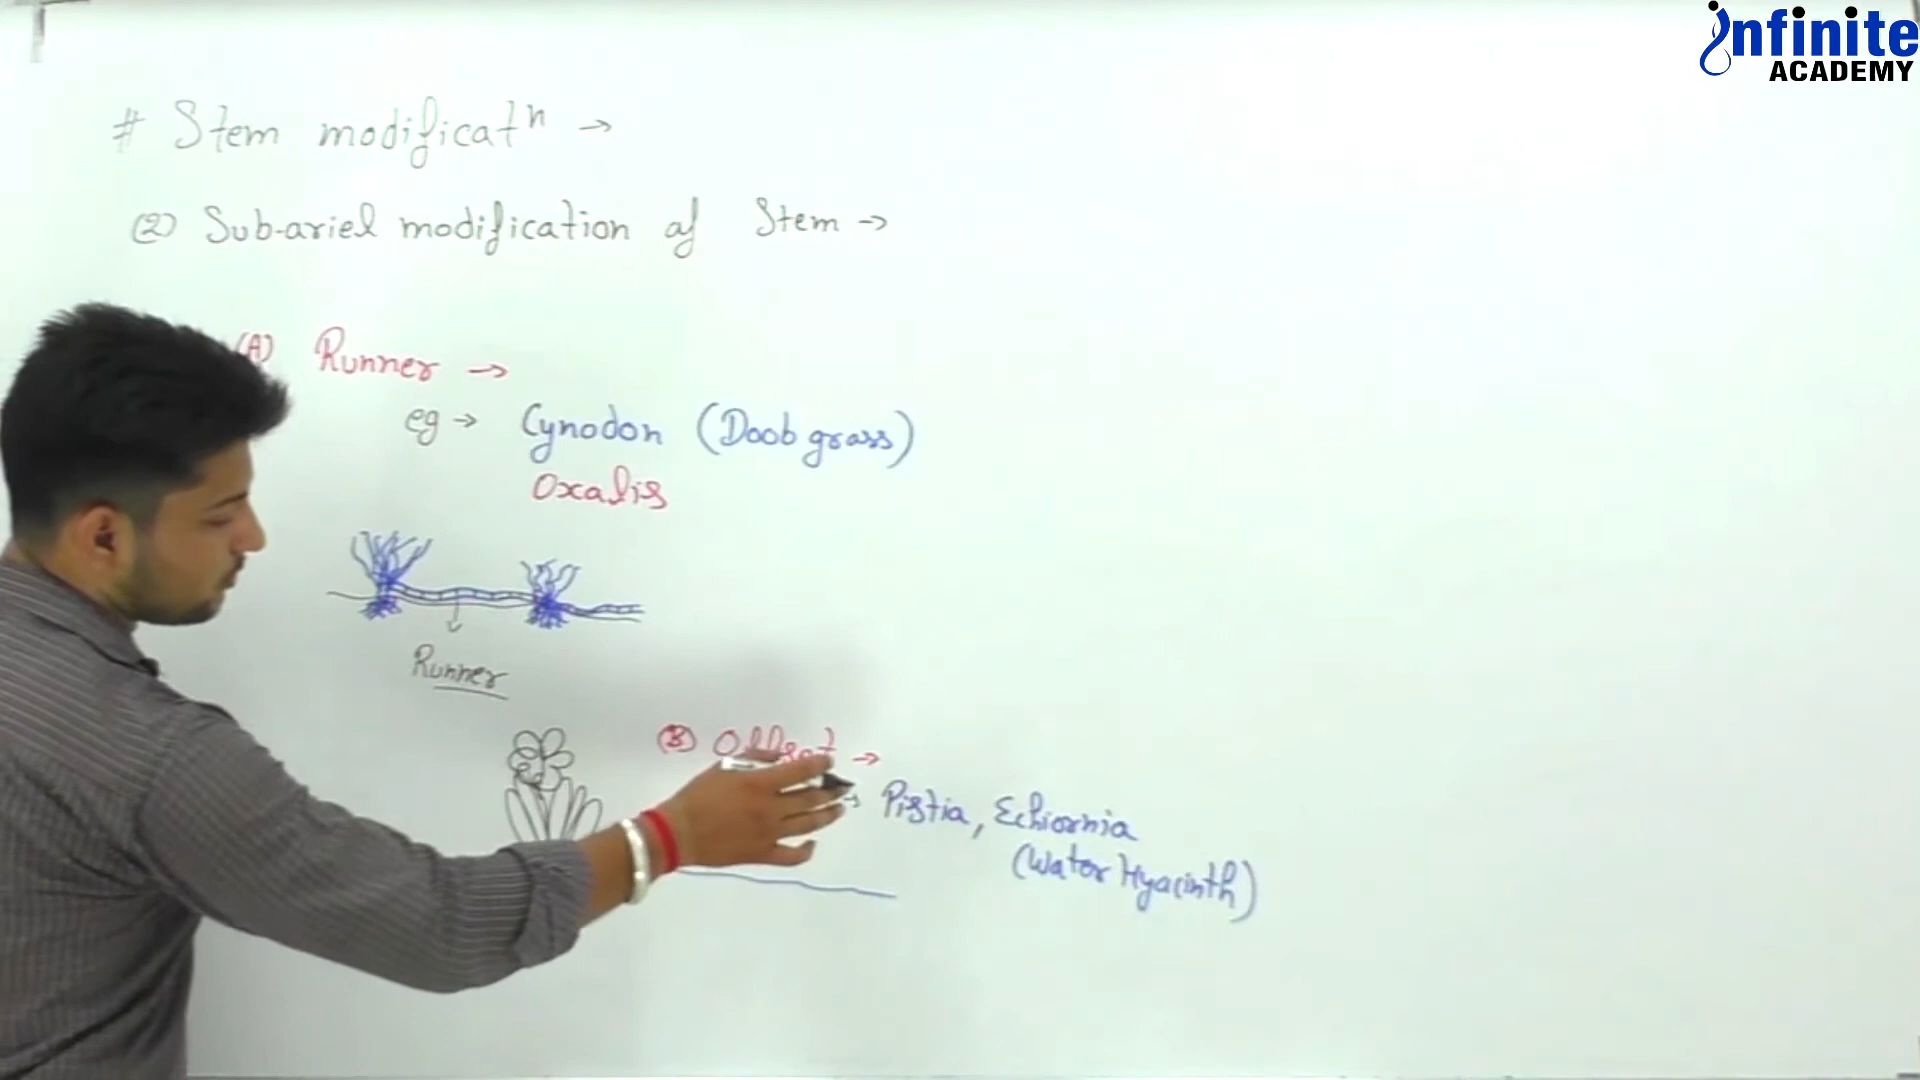 infinite
ACADEMY
# Stem modificatn →
(2) Sub-ariel modification of Stem →
(A) Runner →
eg → Cynodon (Doob grass)
Oxalis
Runner
(B) Offset →
→ Pistia, Echiornia
(Water Hyacinth)